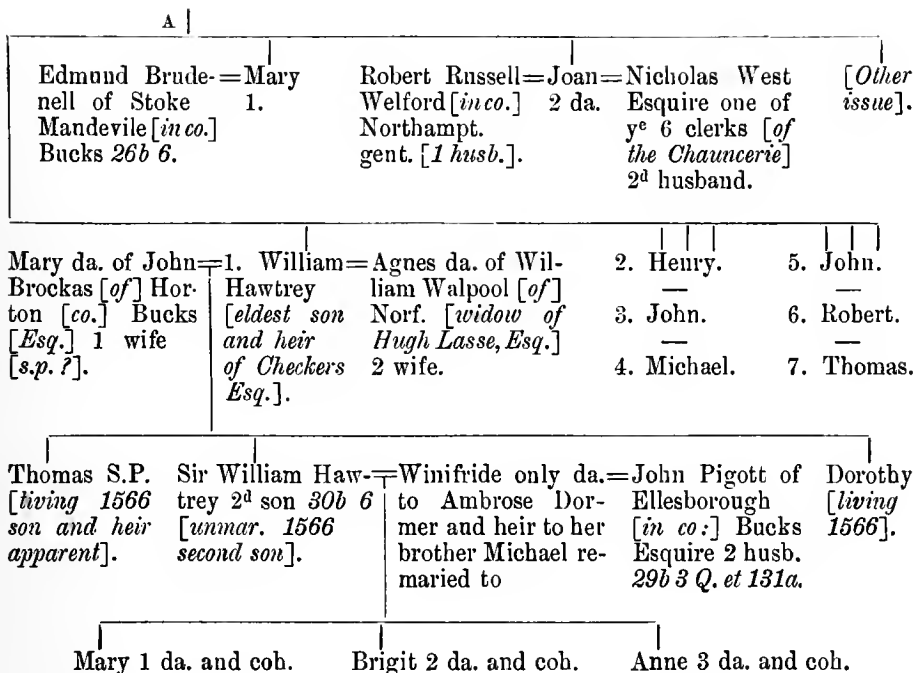 A
Edmund Brude-
nell of Stoke
Mandevile [in co.]
Bucks 26b 6.
=Mary
1.
Robert Russell
Welford [in co.]
Northampt.
gent. [1 husb.].
=Joan=
2 da.
Nicholas West
Esquire one of
yᵉ 6 clerks [of
the Chauncerie]
2ᵈ husband.
[Other
issue].
Mary da. of John
Brockas [of] Hor-
ton [co.] Bucks
[Esq.] 1 wife
[s.p. ?].
=1. William=
Hawtrey
[eldest son
and heir
of Checkers
Esq.].
Agnes da. of Wil-
liam Walpool [of]
Norf. [widow of
Hugh Lasse, Esq.]
2 wife.
2. Henry.
—
3. John.
—
4. Michael.
5. John.
—
6. Robert.
—
7. Thomas.
Thomas S.P.
[living 1566
son and heir
apparent].
Sir William Haw-
trey 2ᵈ son 30b 6
[unmar. 1566
second son].
=Winifride only da.=
to Ambrose Dor-
mer and heir to her
brother Michael re-
maried to
John Pigott of
Ellesborough
[in co:] Bucks
Esquire 2 husb.
29b 3 Q. et 131a.
Dorothy
[living
1566].
Mary 1 da. and coh.
Brigit 2 da. and coh.
Anne 3 da. and coh.